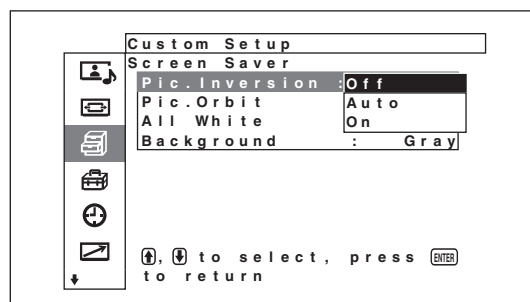 Custom Setup
Screen Saver
Pic.Inversion :Off
Pic.Orbit Auto
All White On
Background : Gray
, to select, press ENTER
to return